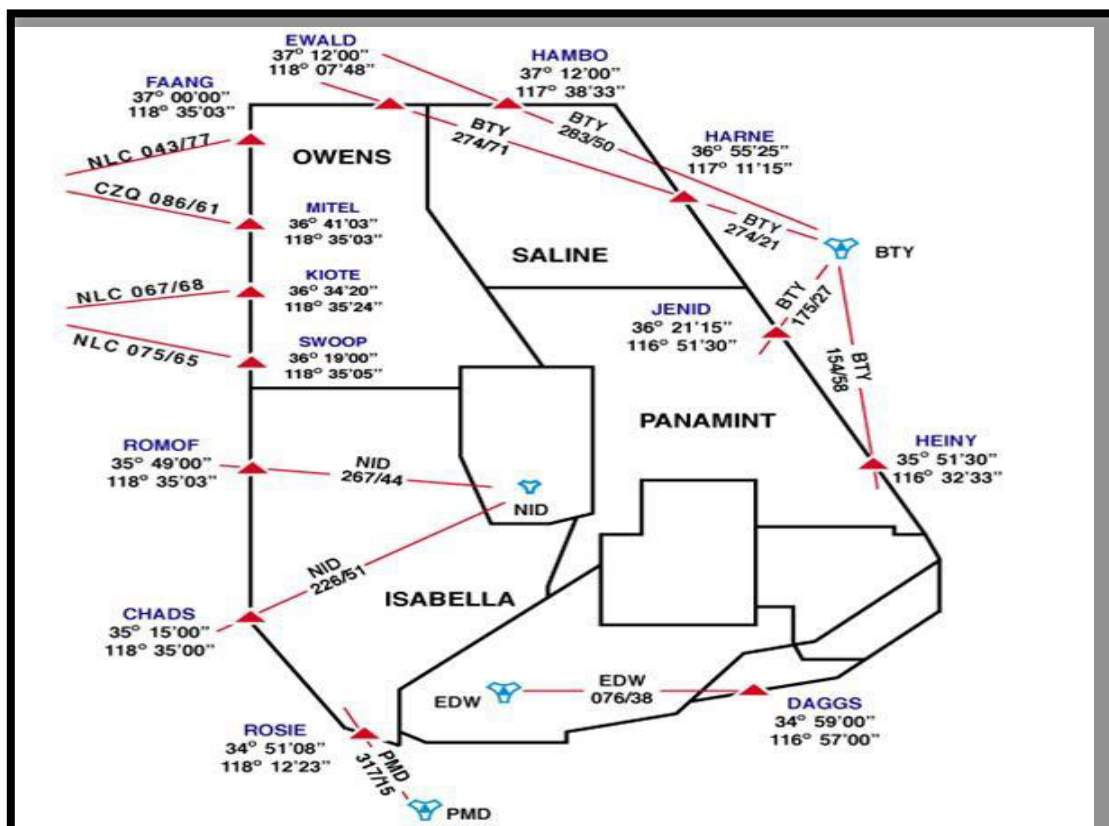 EWALD
37° 12'00"
118° 07'48"
HAMBO
37° 12'00"
117° 38'33"
FAANG
37° 00'00"
118° 35'03"
HARNE
36° 55'25"
117° 11'15"
NLC 043/77
BTY
274/71
BTY
283/50
OWENS
CZQ 086/61
MITEL
36° 41'03"
118° 35'03"
BTY
274/21
BTY
SALINE
KIOTE
36° 34'20"
118° 35'24"
NLC 067/68
BTY
175/27
JENID
36° 21'15"
116° 51'30"
NLC 075/65
SWOOP
36° 19'00"
118° 35'05"
BTY
154/58
PANAMINT
ROMOF
35° 49'00"
118° 35'03"
NID
267/44
HEINY
35° 51'30"
116° 32'33"
NID
NID
226/51
ISABELLA
CHADS
35° 15'00"
118° 35'00"
EDW
EDW
076/38
DAGGS
34° 59'00"
116° 57'00"
ROSIE
34° 51'08"
118° 12'23"
PMD
317/15
PMD